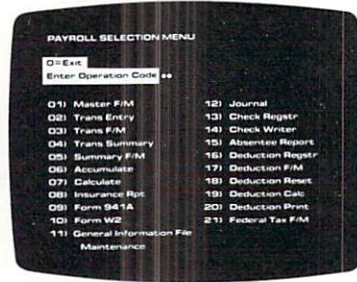 PAYROLL SELECTION MENU
0=Exit
Enter Operation Code ●●
01) Master F/M
02) Trans Entry
03) Trans F/M
04) Trans Summary
05) Summary F/M
06) Accumulate
07) Calculate
08) Insurance Rpt
09) Form 941A
10) Form W2
11) General Information File
Maintenance
12) Journal
13) Check Regstr
14) Check Writer
15) Absentee Report
16) Deduction Regstr
17) Deduction F/M
18) Deduction Reset
19) Deduction Calc
20) Deduction Print
21) Federal Tax F/M